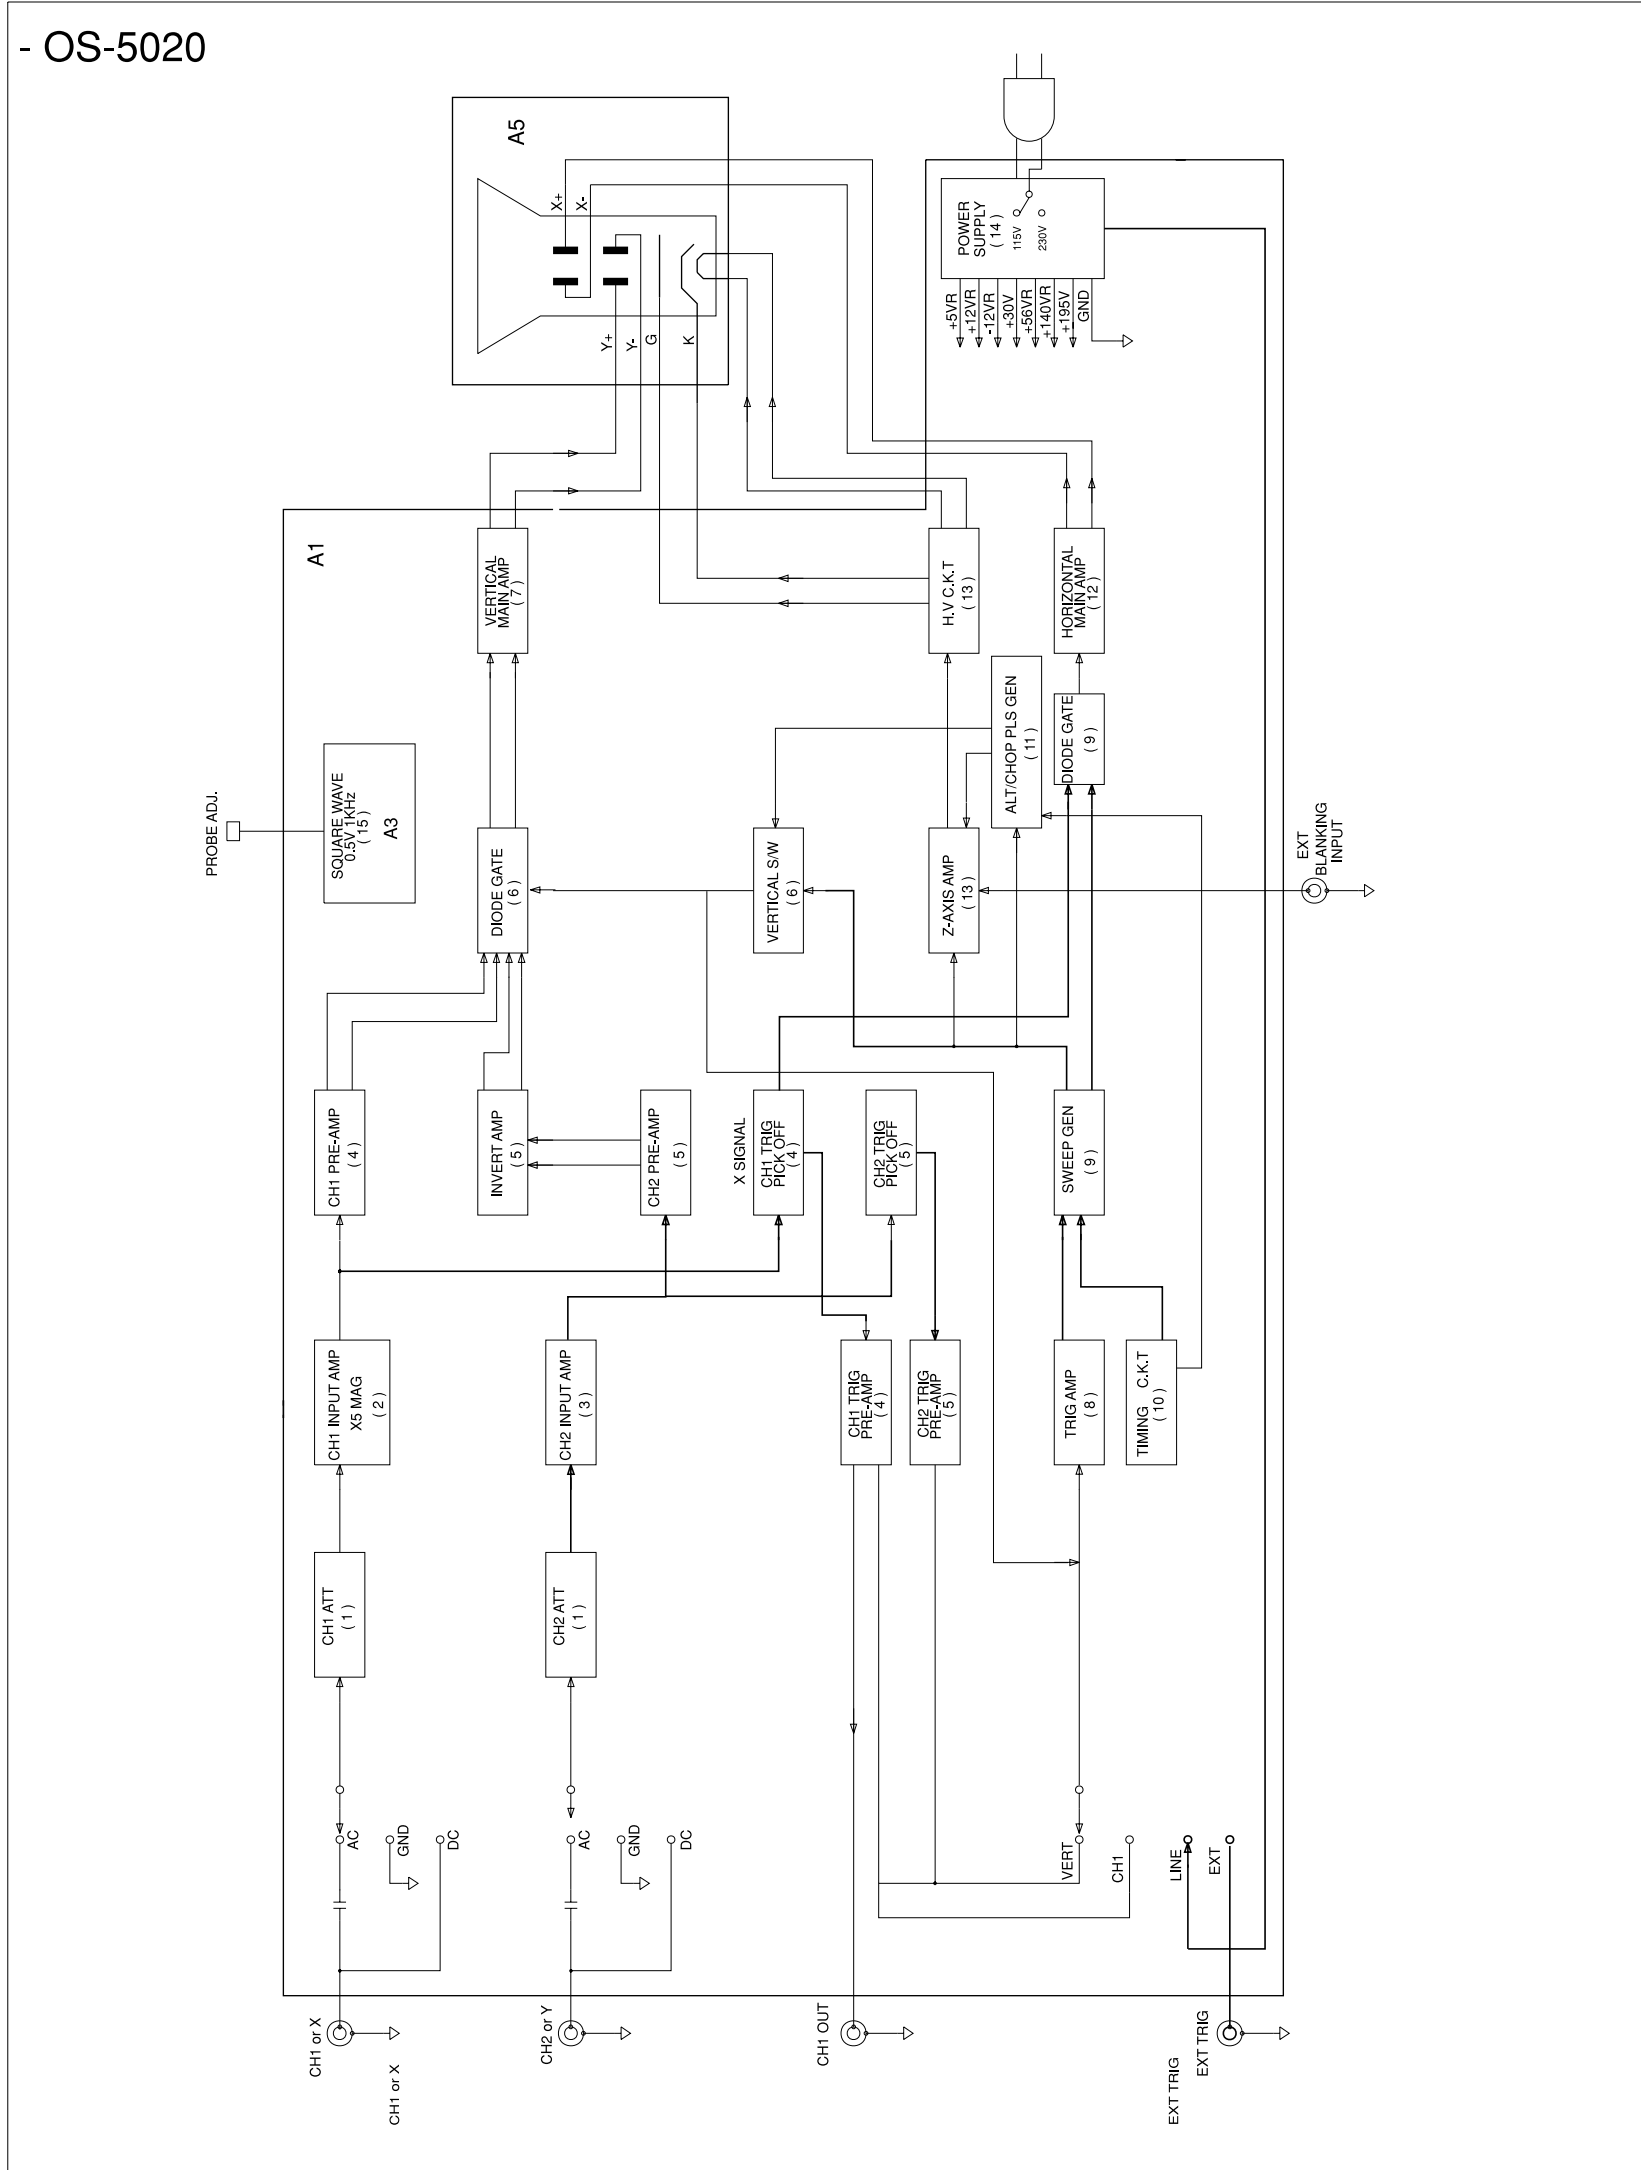 - OS-5020
A5
X+
X-
Y+
Y-
G
K
POWER
SUPPLY
( 14 )
115V
230V
+5VR
+12VR
-12VR
+30V
+56VR
+140VR
+195V
GND
A1
VERTICAL
MAIN AMP
( 7 )
H.V C.K.T
( 13 )
HORIZONTAL
MAIN AMP
( 12 )
PROBE ADJ.
SQUARE WAVE
0.5V 1KHz
( 15 )
A3
DIODE GATE
( 6 )
VERTICAL S/W
( 6 )
Z-AXIS AMP
( 13 )
ALT/CHOP PLS GEN
( 11 )
DIODE GATE
( 9 )
EXT
BLANKING
INPUT
CH1 PRE-AMP
( 4 )
INVERT AMP
( 5 )
CH2 PRE-AMP
( 5 )
X SIGNAL
CH1 TRIG
PICK OFF
( 4 )
CH2 TRIG
PICK OFF
( 5 )
SWEEP GEN
( 9 )
CH1 INPUT AMP
X5 MAG
( 2 )
CH2 INPUT AMP
( 3 )
CH1 TRIG
PRE-AMP
( 4 )
CH2 TRIG
PRE-AMP
( 5 )
TRIG AMP
( 8 )
TIMING C.K.T
( 10 )
CH1 ATT
( 1 )
CH2 ATT
( 1 )
AC
GND
DC
AC
GND
DC
VERT
CH1
LINE
EXT
CH1 or X
CH1 or X
CH2 or Y
CH1 OUT
EXT TRIG
EXT TRIG